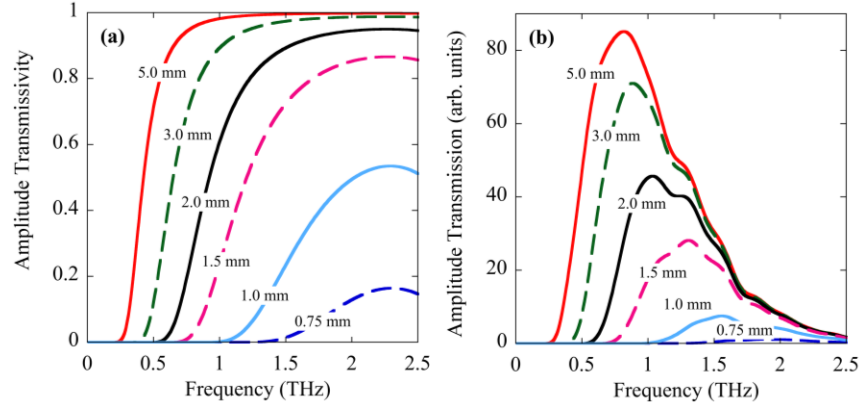 (a)
Amplitude Transmissivity
1
0.8
0.6
0.4
0.2
0
5.0 mm
3.0 mm
2.0 mm
1.5 mm
1.0 mm
0.75 mm
0 0.5 1 1.5 2 2.5
Frequency (THz)
(b)
Amplitude Transmission (arb. units)
80
60
40
20
0
5.0 mm
3.0 mm
2.0 mm
1.5 mm
1.0 mm
0.75 mm
0 0.5 1 1.5 2 2.5
Frequency (THz)